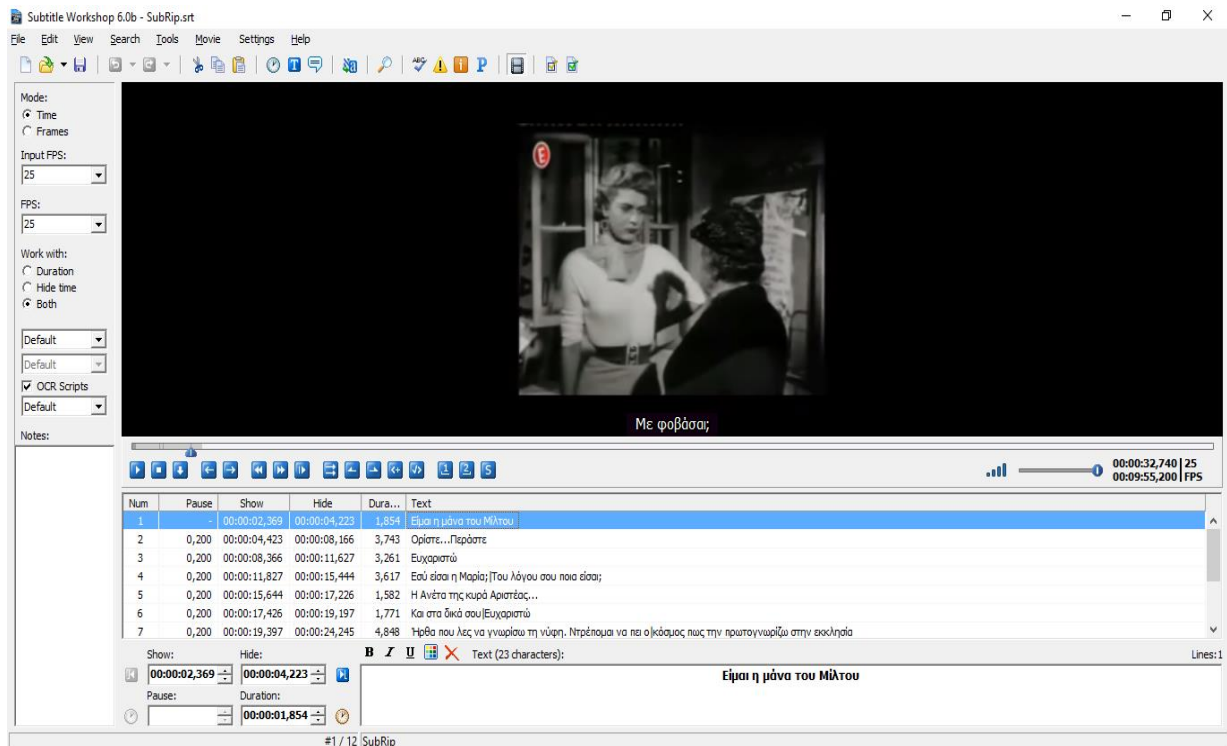 Subtitle Workshop 6.0b - SubRip.srt
File Edit View Search Tools Movie Settings Help
ABC
P
Mode:
Time
Frames
Input FPS:
25
FPS:
25
Work with:
Duration
Hide time
Both
Default
Default
OCR Scripts
Default
Notes:
E
Με φοβάσαι;
1 2 S
00:00:32,740 25
00:09:55,200 FPS
Num Pause Show Hide Dura... Text
1 - 00:00:02,369 00:00:04,223 1,854 Είμαι η μάνα του Μίλτου
2 0,200 00:00:04,423 00:00:08,166 3,743 Ορίστε...Περάστε
3 0,200 00:00:08,366 00:00:11,627 3,261 Ευχαριστώ
4 0,200 00:00:11,827 00:00:15,444 3,617 Εσύ είσαι η Μαρία;|Του λόγου σου ποια είσαι;
5 0,200 00:00:15,644 00:00:17,226 1,582 Η Ανέτα της κυρά Αριστέας...
6 0,200 00:00:17,426 00:00:19,197 1,771 Και στα δικά σου|Ευχαριστώ
7 0,200 00:00:19,397 00:00:24,245 4,848 Ήρθα που λες να γνωρίσω τη νύφη. Ντρέπομαι να πει ο|κόσμος πως την πρωτογνωρίζω στην εκκλησία
Show: Hide: B I U Text (23 characters): Lines:1
00:00:02,369 00:00:04,223 Είμαι η μάνα του Μίλτου
Pause: Duration:
00:00:01,854
#1 / 12 SubRip